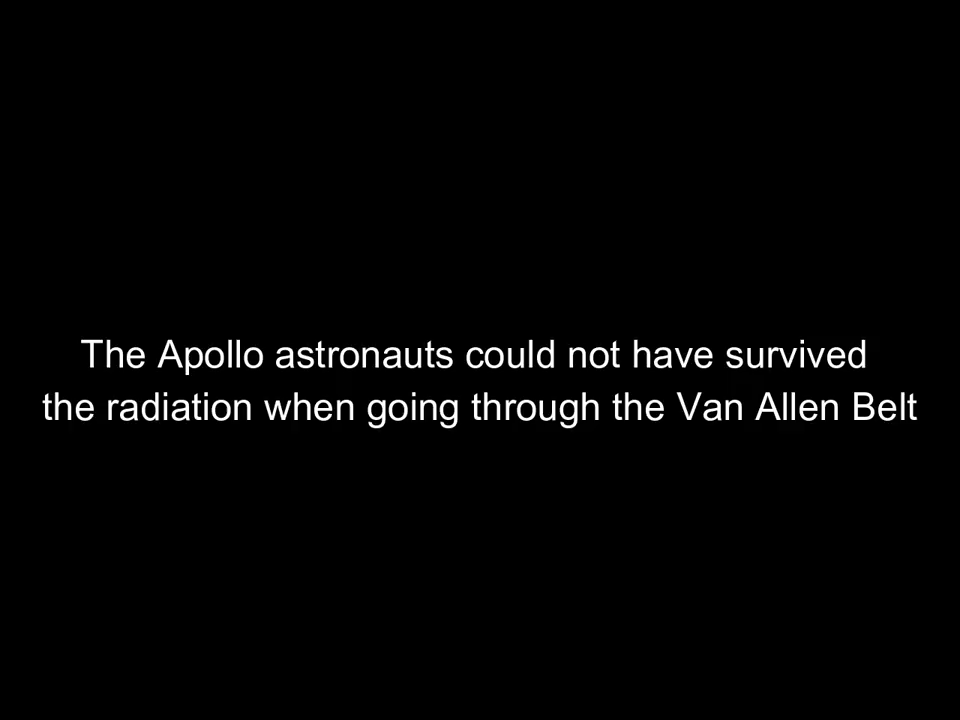 The Apollo astronauts could not have survived
the radiation when going through the Van Allen Belt